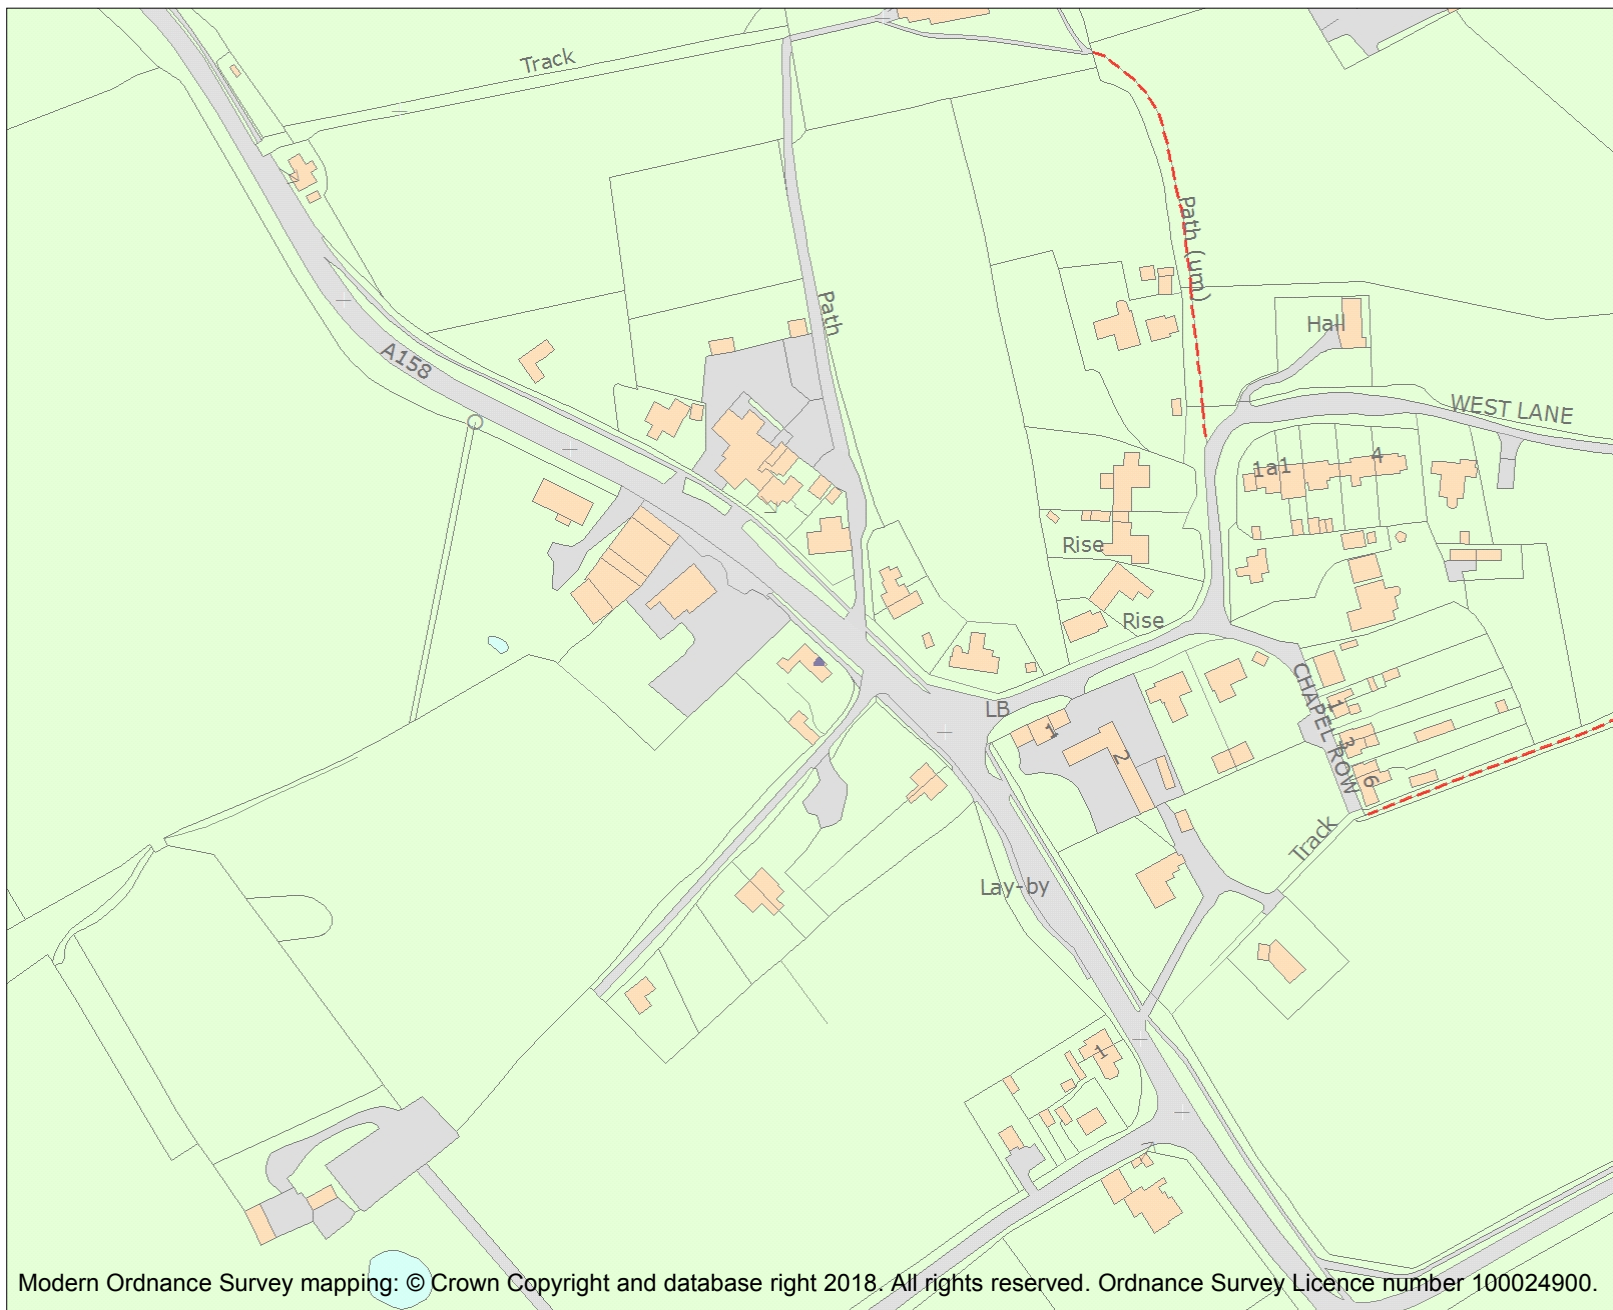 Track
Path (um)
Path
Hall
A158
WEST LANE
1a1
4
Rise
Rise
CHAPEL ROW
LB
1
1
2
3
6
Track
Lay-by
1
Modern Ordnance Survey mapping: © Crown Copyright and database right 2018. All rights reserved. Ordnance Survey Licence number 100024900.